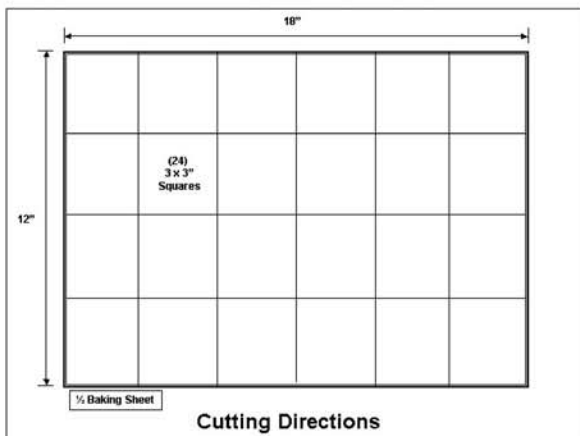 18"
(24)
3 x 3"
Squares
12"
½ Baking Sheet
Cutting Directions